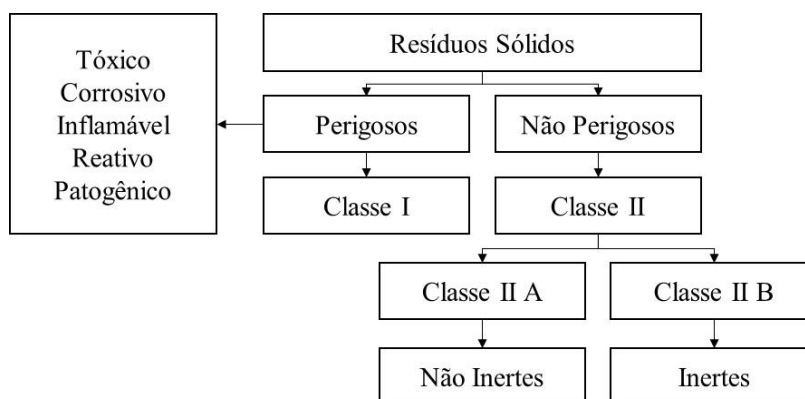 Resíduos Sólidos
Tóxico
Corrosivo
Inflamável
Reativo
Patogênico
Perigosos
Não Perigosos
Classe I
Classe II
Classe II A
Classe II B
Não Inertes
Inertes